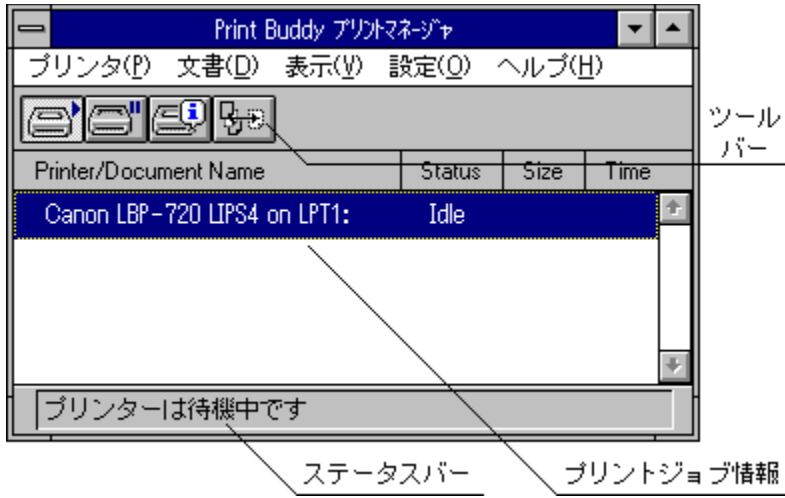 Print Buddy プリントマネージャ
プリンタ(P) 文書(D) 表示(V) 設定(O) ヘルプ(H)
ツール
バー
Printer/Document Name Status Size Time
Canon LBP-720 LIPS4 on LPT1: Idle
プリンターは待機中です
ステータスバー プリントジョブ情報